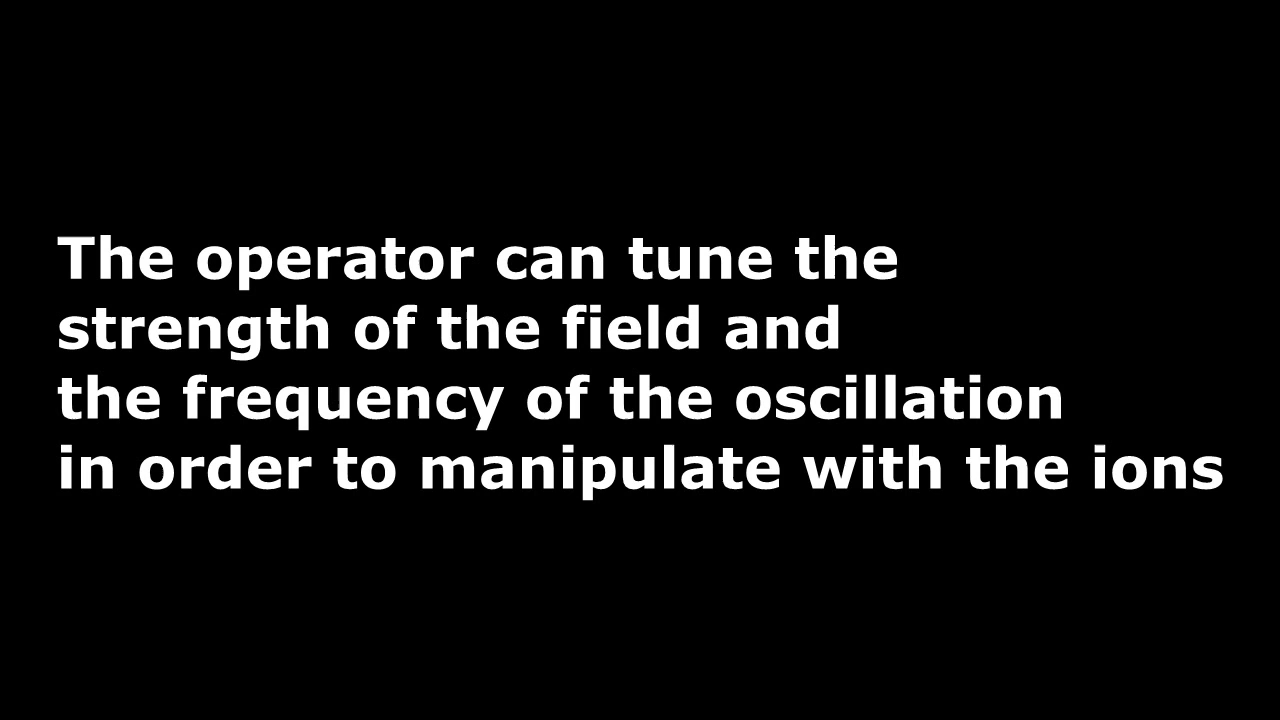 The operator can tune the
strength of the field and
the frequency of the oscillation
in order to manipulate with the ions